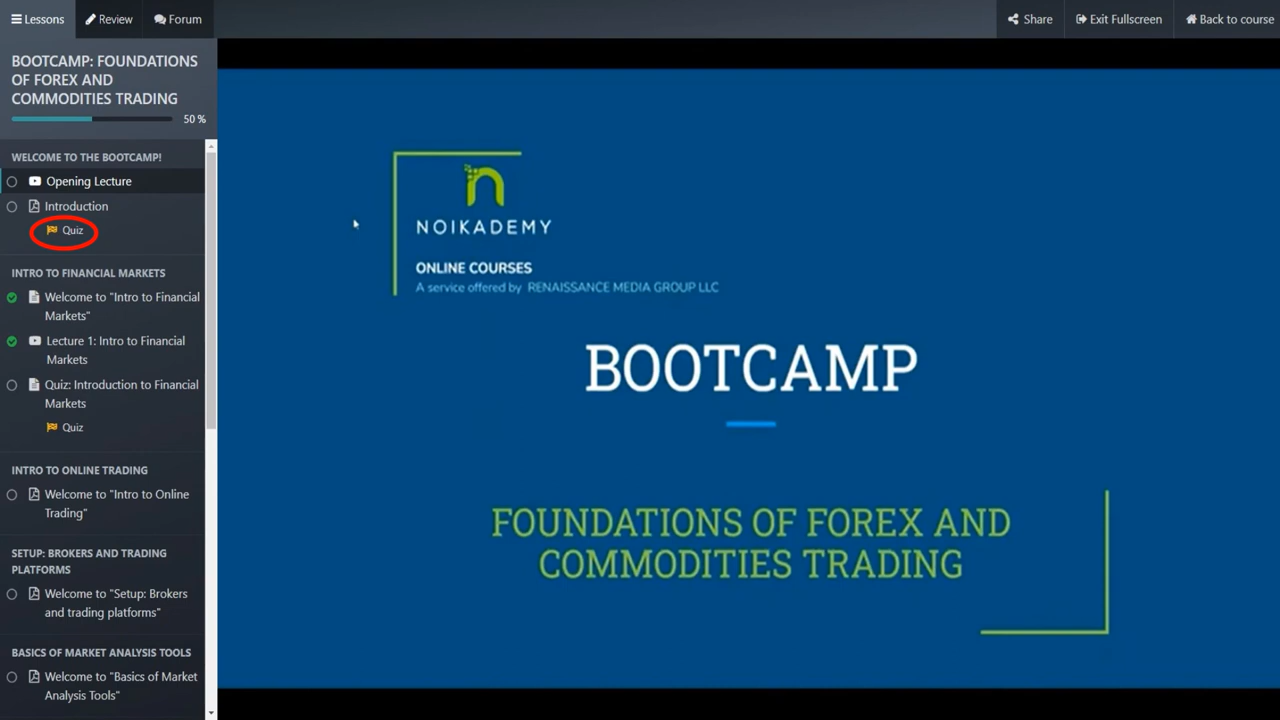 Lessons
Review
Forum
Share
Exit Fullscreen
Back to course
BOOTCAMP: FOUNDATIONS
OF FOREX AND
COMMODITIES TRADING
50 %
WELCOME TO THE BOOTCAMP!
Opening Lecture
Introduction
Quiz
INTRO TO FINANCIAL MARKETS
Welcome to "Intro to Financial
Markets"
Lecture 1: Intro to Financial
Markets
Quiz: Introduction to Financial
Markets
Quiz
INTRO TO ONLINE TRADING
Welcome to "Intro to Online
Trading"
SETUP: BROKERS AND TRADING
PLATFORMS
Welcome to "Setup: Brokers
and trading platforms"
BASICS OF MARKET ANALYSIS TOOLS
Welcome to "Basics of Market
Analysis Tools"
NOIKADEMY
ONLINE COURSES
A service offered by RENAISSANCE MEDIA GROUP LLC
BOOTCAMP
FOUNDATIONS OF FOREX AND
COMMODITIES TRADING